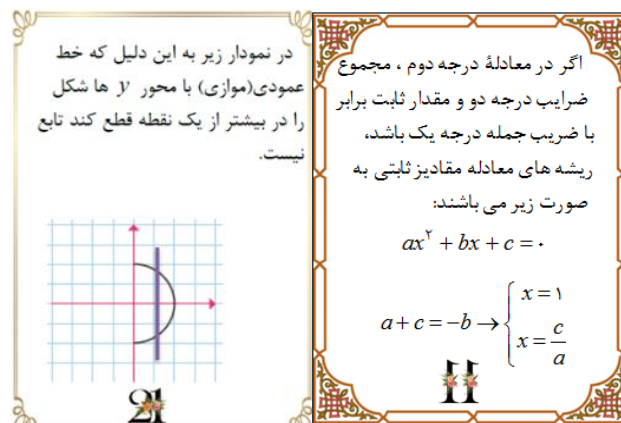 اگر در معادلهٔ درجه دوم ، مجموع
ضرایب درجه دو و مقدار ثابت برابر
با ضریب جمله درجه یک باشد،
ریشه های معادله مقادیز ثابتی به
صورت زیر می باشند:
ax² + bx + c = ۰
a + c = -b → { x = ۱
x = c/a
11
در نمودار زیر به این دلیل که خط
عمودی(موازی) با محور y ها شکل
را در بیشتر از یک نقطه قطع کند تابع
نیست.
21